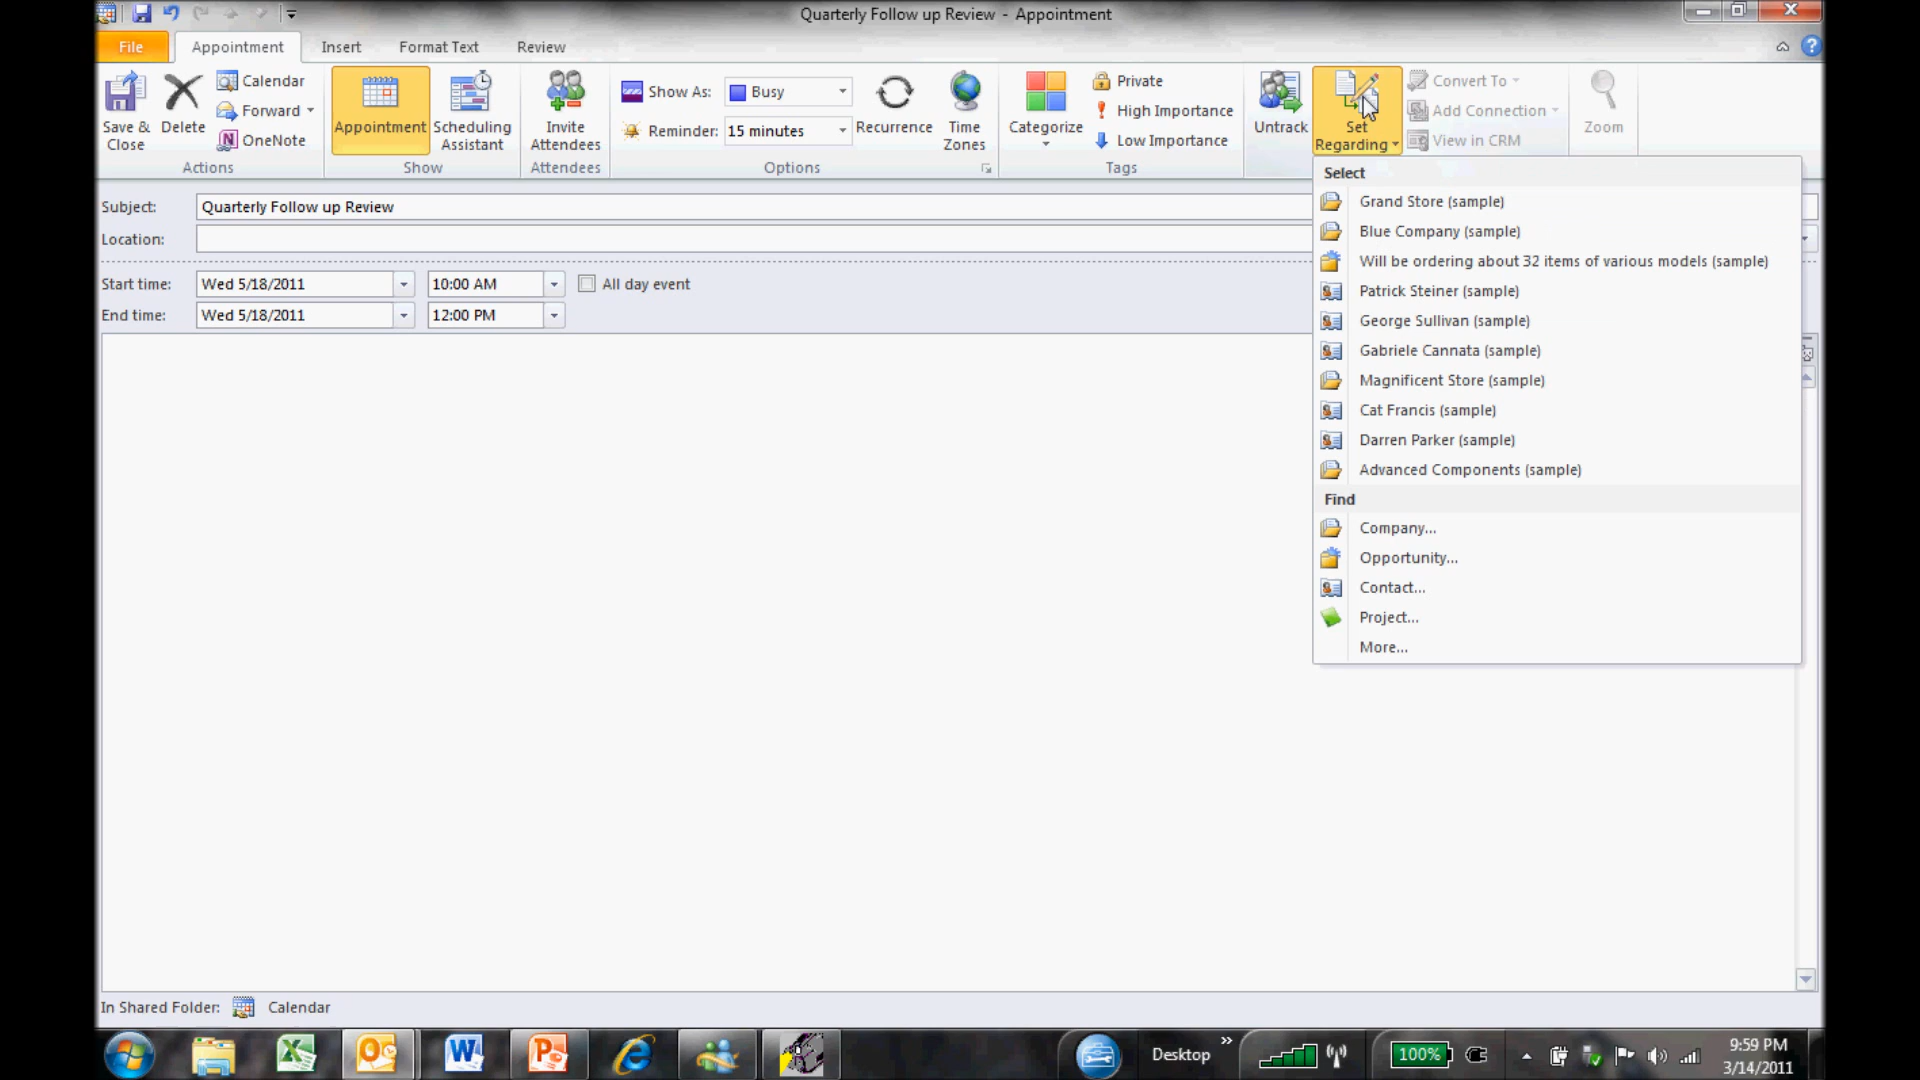 Quarterly Follow up Review - Appointment
File Appointment Insert Format Text Review
Save & Close
Delete
Calendar
Forward
OneNote
Actions
Appointment
Scheduling Assistant
Show
Invite Attendees
Attendees
Show As: Busy
Reminder: 15 minutes
Recurrence
Time Zones
Options
Categorize
Private
High Importance
Low Importance
Tags
Untrack
Set Regarding
Convert To
Add Connection
View in CRM
Zoom
Subject: Quarterly Follow up Review
Location:
Start time: Wed 5/18/2011 10:00 AM All day event
End time: Wed 5/18/2011 12:00 PM
Select
Grand Store (sample)
Blue Company (sample)
Will be ordering about 32 items of various models (sample)
Patrick Steiner (sample)
George Sullivan (sample)
Gabriele Cannata (sample)
Magnificent Store (sample)
Cat Francis (sample)
Darren Parker (sample)
Advanced Components (sample)
Find
Company...
Opportunity...
Contact...
Project...
More...
In Shared Folder: Calendar
Desktop
100%
9:59 PM
3/14/2011